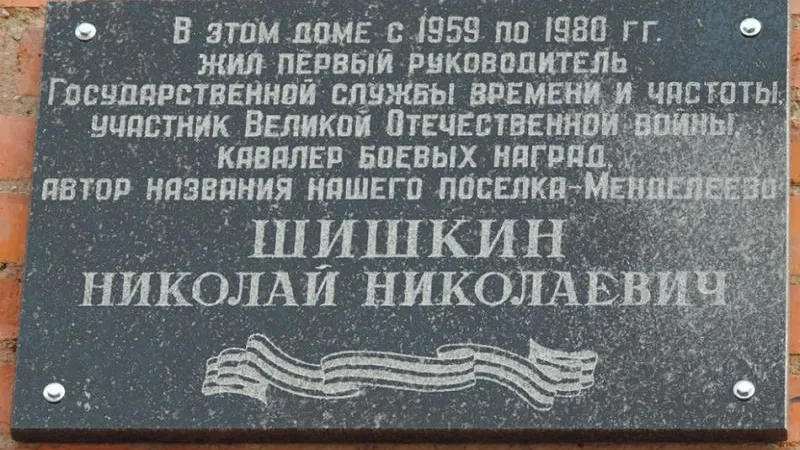 В этом доме с 1959 по 1980 гг.
жил первый руководитель
Государственной службы времени и частоты,
участник Великой Отечественной войны,
кавалер боевых наград,
автор названия нашего поселка-Менделеево
ШИШКИН
НИКОЛАЙ НИКОЛАЕВИЧ